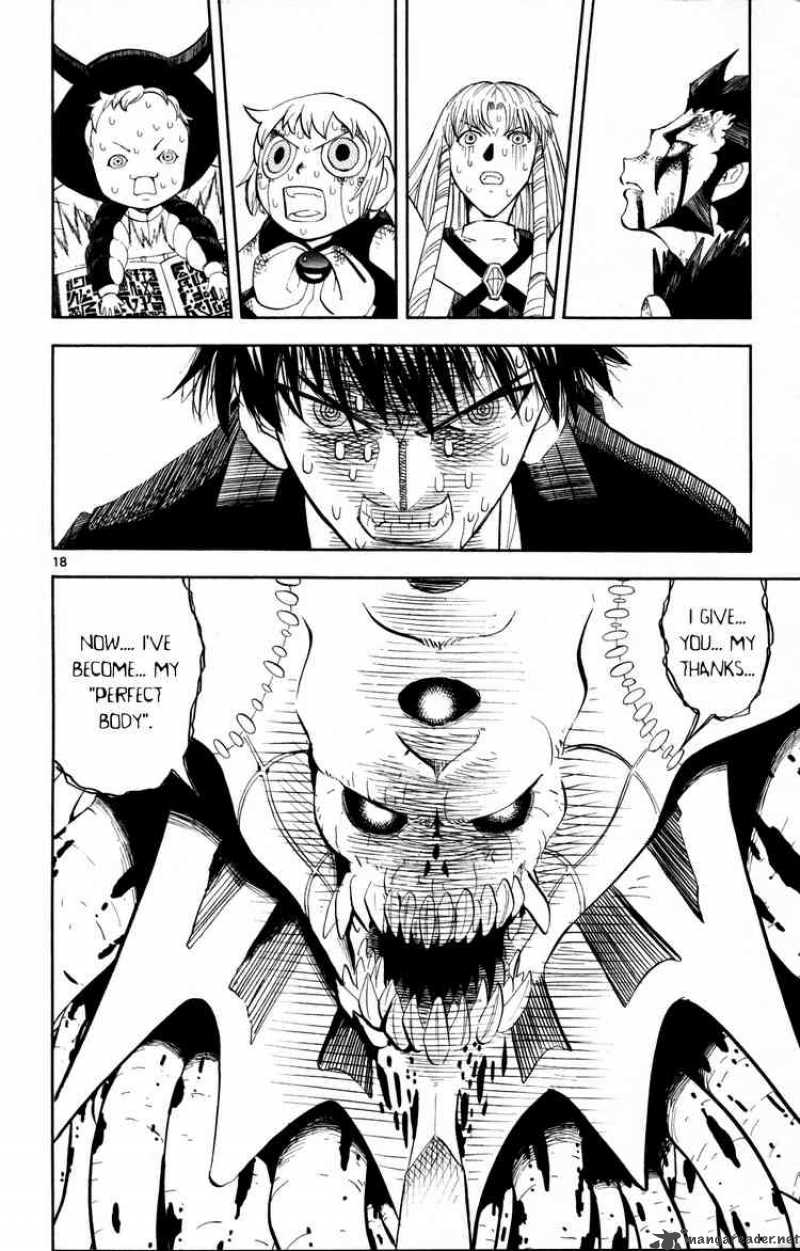 18
I GIVE...
YOU... MY
THANKS...
NOW.... I'VE
BECOME... MY
"PERFECT
BODY".
mangareader.net